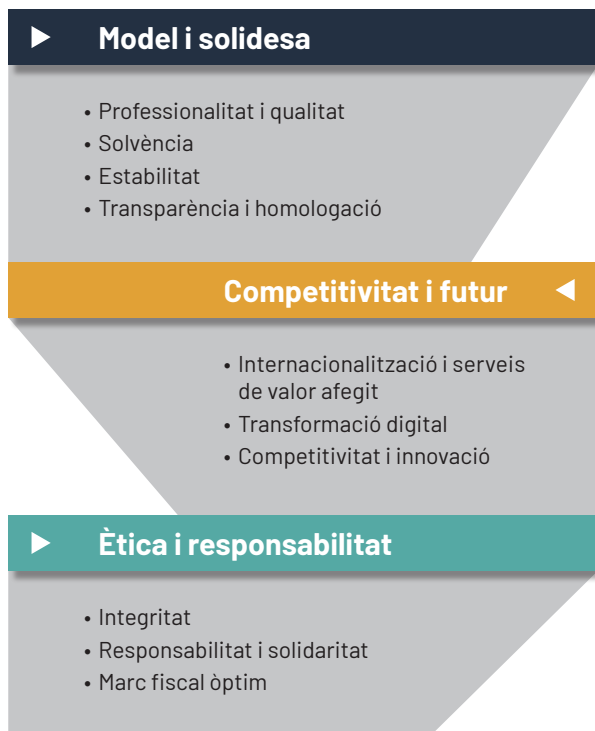 Model i solidesa
• Professionalitat i qualitat
• Solvència
• Estabilitat
• Transparència i homologació
Competitivitat i futur
• Internacionalització i serveis
de valor afegit
• Transformació digital
• Competitivitat i innovació
Ètica i responsabilitat
• Integritat
• Responsabilitat i solidaritat
• Marc fiscal òptim